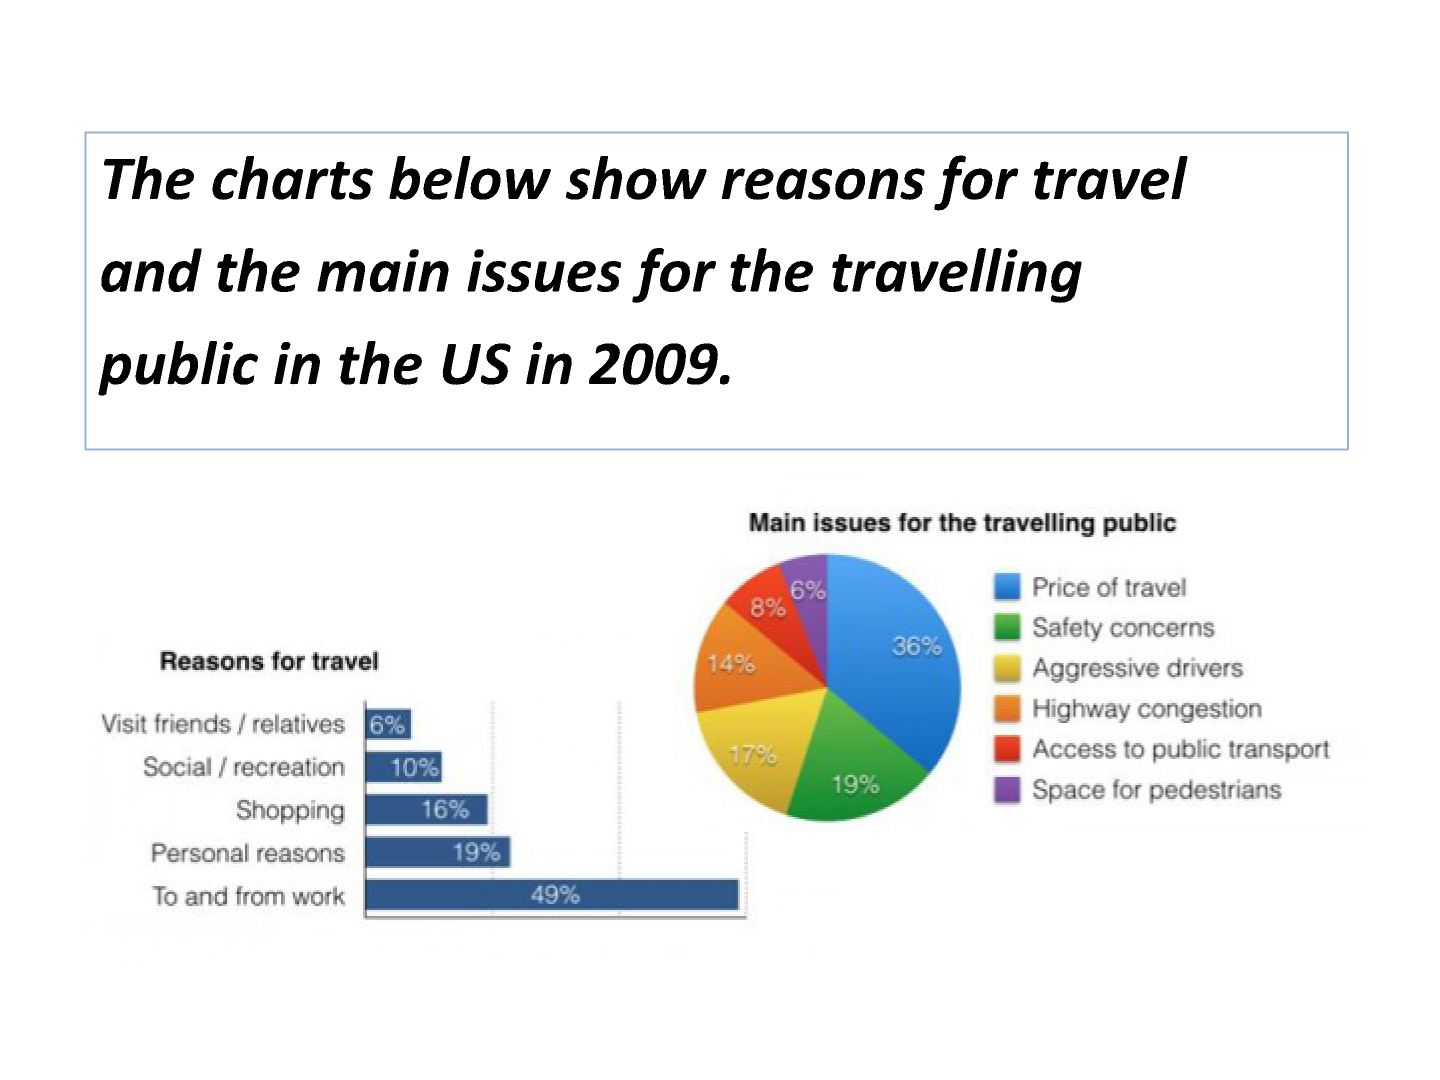 The charts below show reasons for travel
and the main issues for the travelling
public in the US in 2009.
Main issues for the travelling public
36%
19%
17%
14%
8%
6%
Price of travel
Safety concerns
Aggressive drivers
Highway congestion
Access to public transport
Space for pedestrians
Reasons for travel
Visit friends / relatives 6%
Social / recreation 10%
Shopping 16%
Personal reasons 19%
To and from work 49%